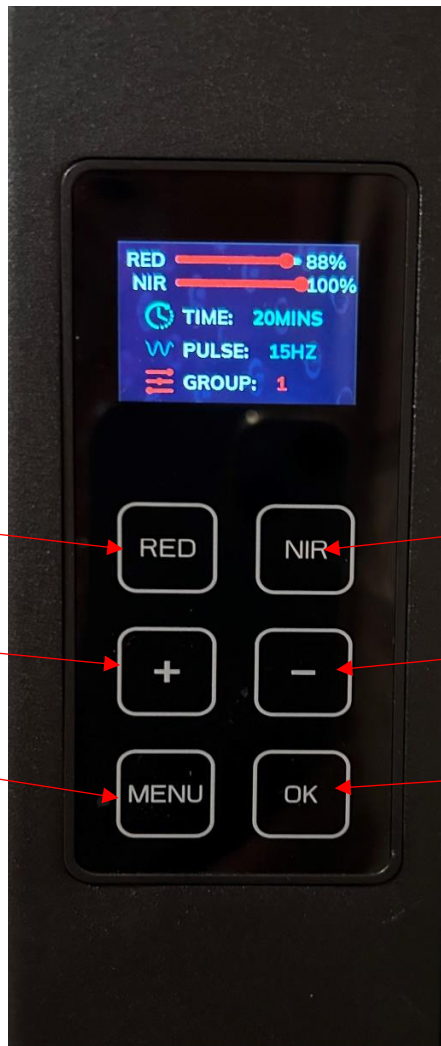 RED 88%
NIR 100%
TIME: 20MINS
PULSE: 15HZ
GROUP: 1
RED NIR
+ −
MENU OK